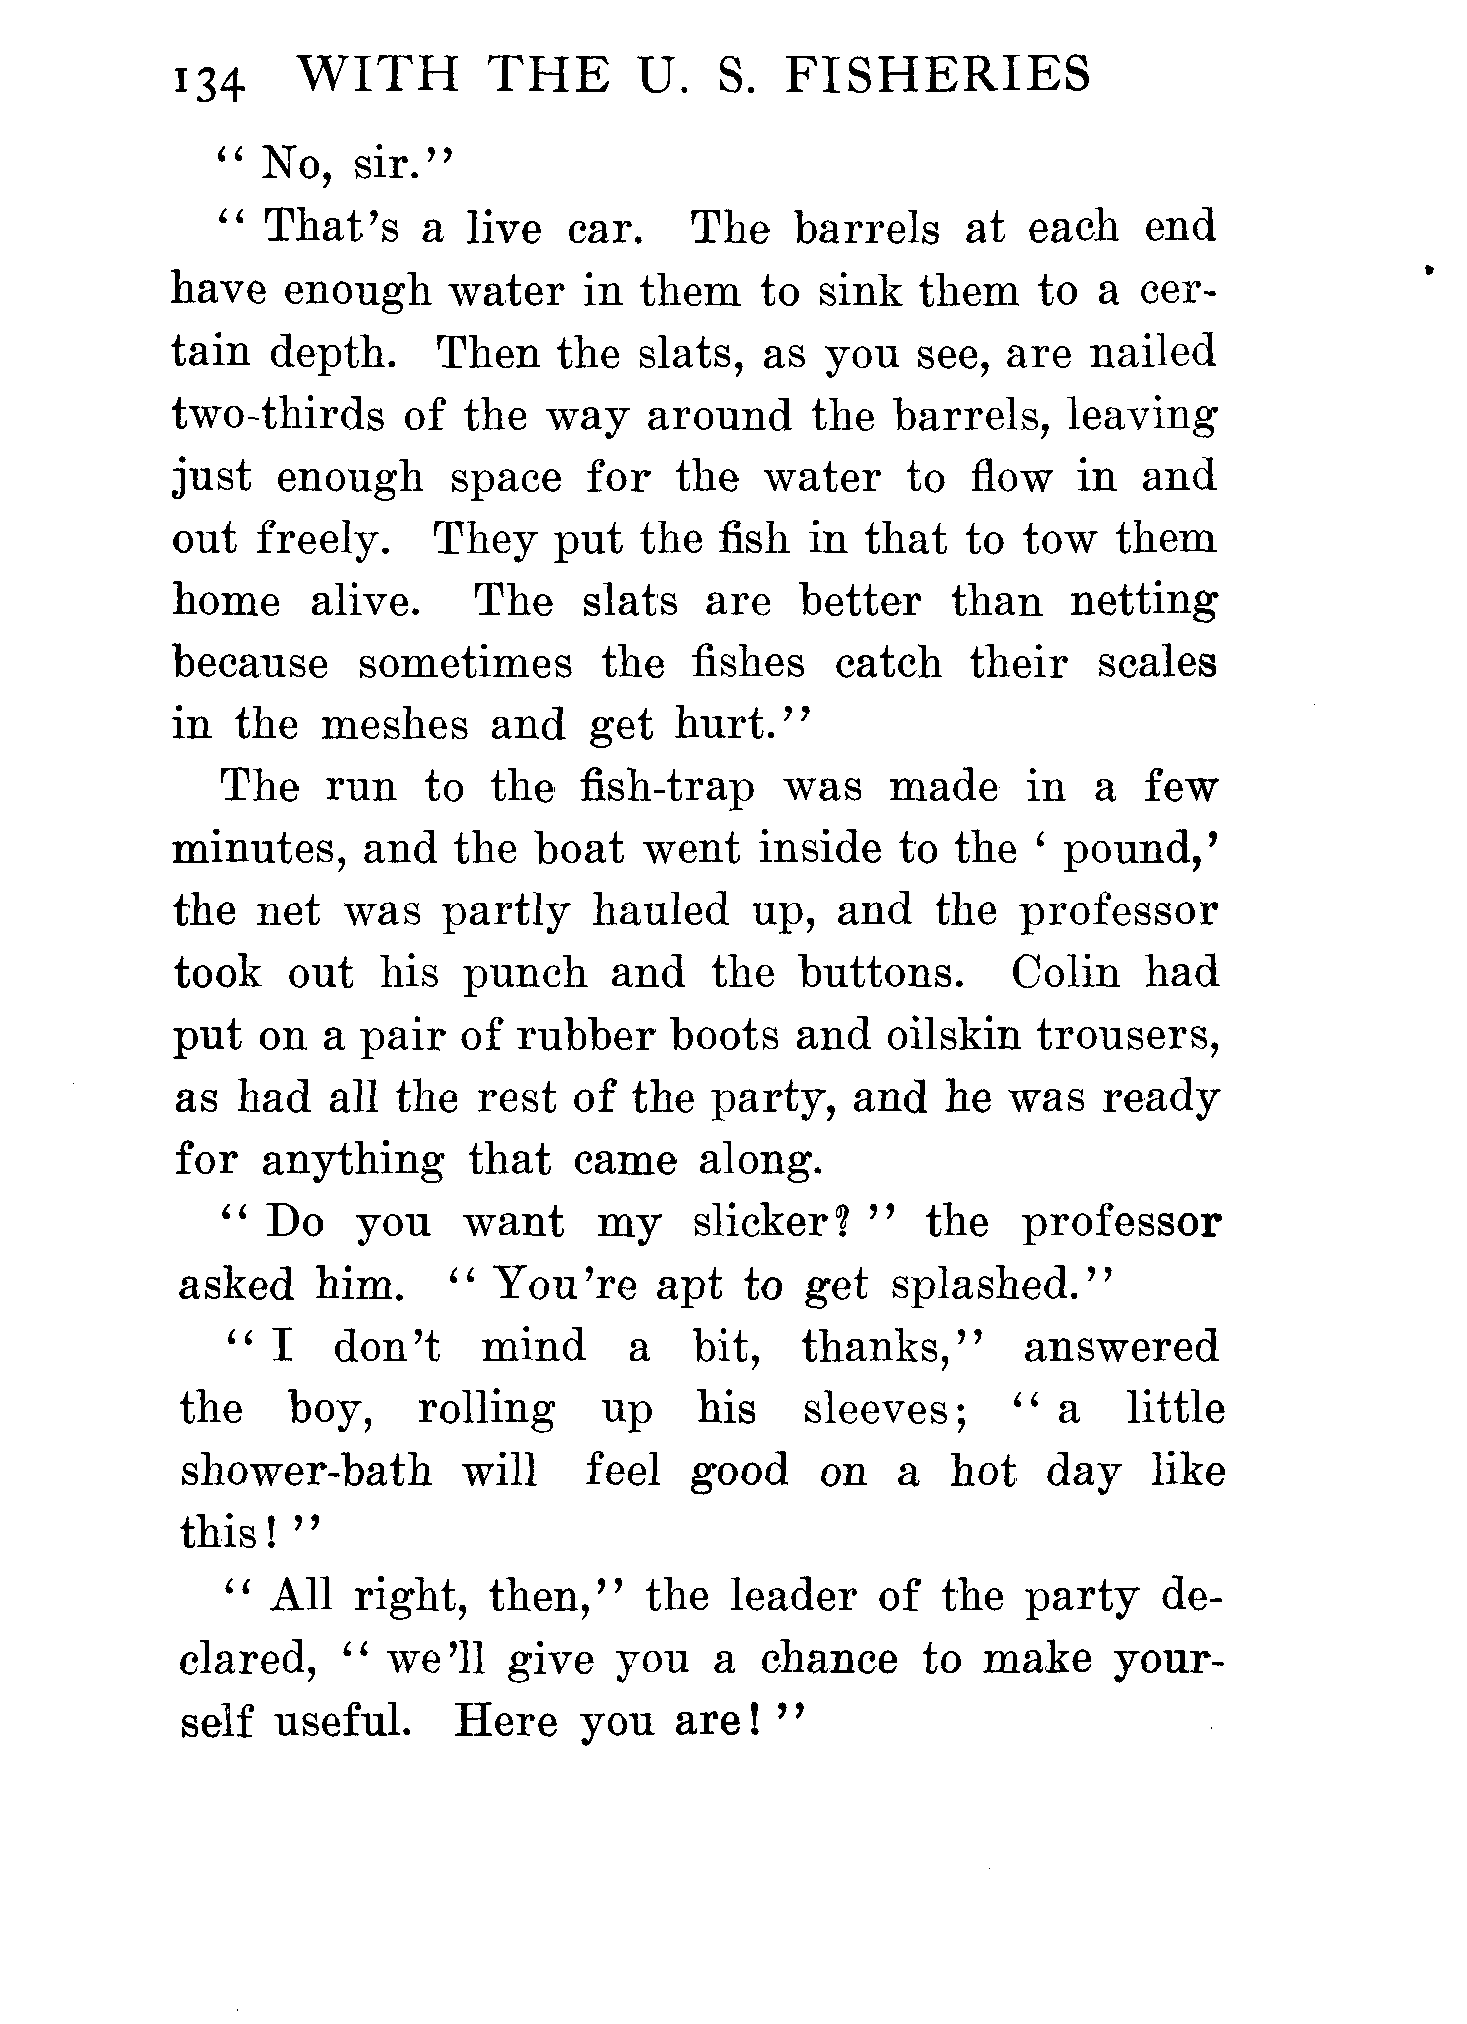 134 WITH THE U. S. FISHERIES
“ No, sir.”
“ That’s a live car. The barrels at each end
have enough water in them to sink them to a cer-
tain depth. Then the slats, as you see, are nailed
two-thirds of the way around the barrels, leaving
just enough space for the water to flow in and
out freely. They put the fish in that to tow them
home alive. The slats are better than netting
because sometimes the fishes catch their scales
in the meshes and get hurt.”
The run to the fish-trap was made in a few
minutes, and the boat went inside to the ‘ pound,’
the net was partly hauled up, and the professor
took out his punch and the buttons. Colin had
put on a pair of rubber boots and oilskin trousers,
as had all the rest of the party, and he was ready
for anything that came along.
“ Do you want my slicker? ” the professor
asked him. “ You’re apt to get splashed.”
“ I don’t mind a bit, thanks,” answered
the boy, rolling up his sleeves; “ a little
shower-bath will feel good on a hot day like
this! ”
“ All right, then,” the leader of the party de-
clared, “ we’ll give you a chance to make your-
self useful. Here you are! ”